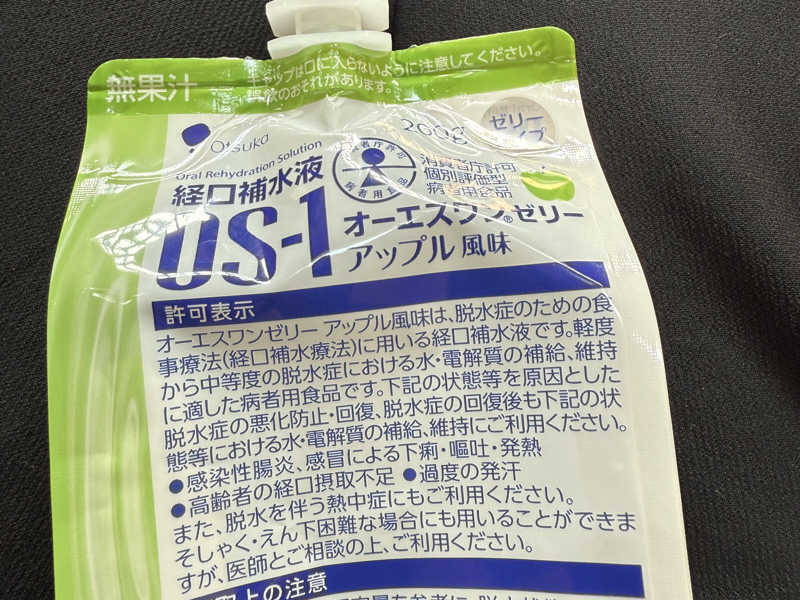 無果汁
キャップは口に入らないように注意してください。
誤飲のおそれがあります。
Otsuka
200g
ゼリー
タイプ
Oral Rehydration Solution
経口補水液
消費者庁許可
病者用食品
消費者庁許可
個別評価型
病者用食品
OS-1
オーエスワン®ゼリー
アップル風味
許可表示
オーエスワンゼリー アップル風味は、脱水症のための食
事療法(経口補水療法)に用いる経口補水液です。軽度
から中等度の脱水症における水・電解質の補給、維持
に適した病者用食品です。下記の状態等を原因とした
脱水症の悪化防止・回復、脱水症の回復後も下記の状
態等における水・電解質の補給、維持にご利用ください。
●感染性腸炎、感冒による下痢・嘔吐・発熱
●高齢者の経口摂取不足 ●過度の発汗
また、脱水を伴う熱中症にもご利用ください。
そしゃく・えん下困難な場合にも用いることができま
すが、医師とご相談の上、ご利用ください。
上の注意